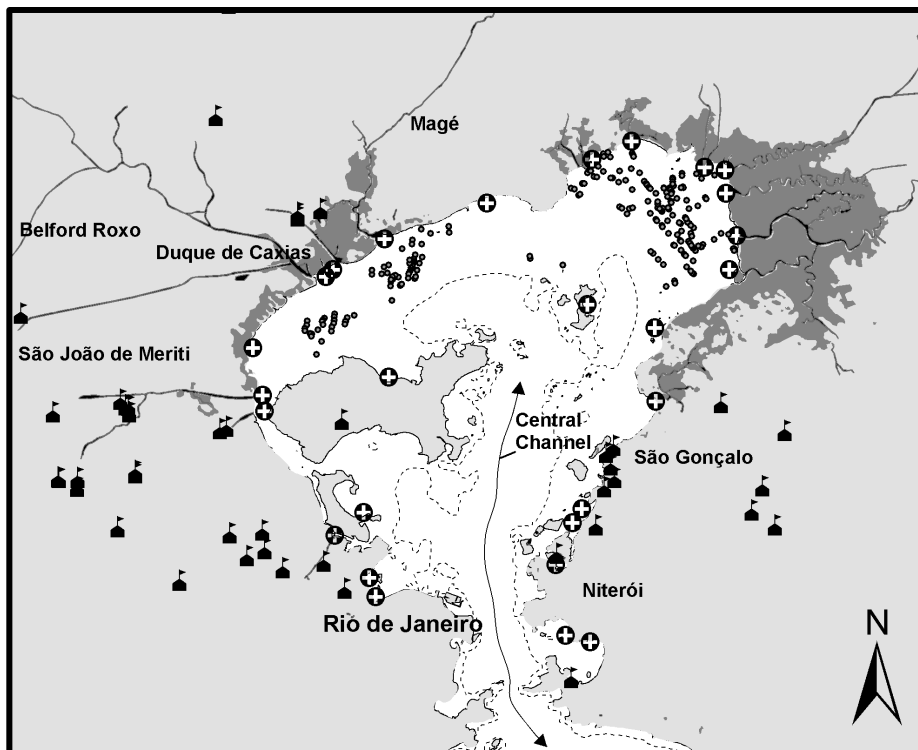 Magé
Belford Roxo
Duque de Caxias
São João de Meriti
Central
Channel
São Gonçalo
Niterói
Rio de Janeiro
N